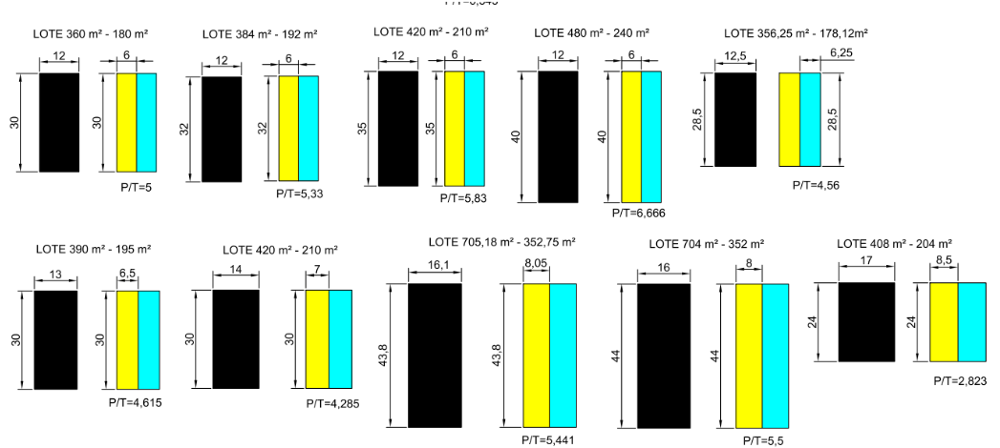 P/T=6,545
LOTE 360 m² - 180 m²
12
6
30
30
P/T=5
LOTE 384 m² - 192 m²
12
6
32
32
P/T=5,33
LOTE 420 m² - 210 m²
12
6
35
35
P/T=5,83
LOTE 480 m² - 240 m²
12
6
40
40
P/T=6,666
LOTE 356,25 m² - 178,12m²
12,5
6,25
28,5
28,5
P/T=4,56
LOTE 390 m² - 195 m²
13
6,5
30
30
P/T=4,615
LOTE 420 m² - 210 m²
14
7
30
30
P/T=4,285
LOTE 705,18 m² - 352,75 m²
16,1
8,05
43,8
43,8
P/T=5,441
LOTE 704 m² - 352 m²
16
8
44
44
P/T=5,5
LOTE 408 m² - 204 m²
17
8,5
24
24
P/T=2,823